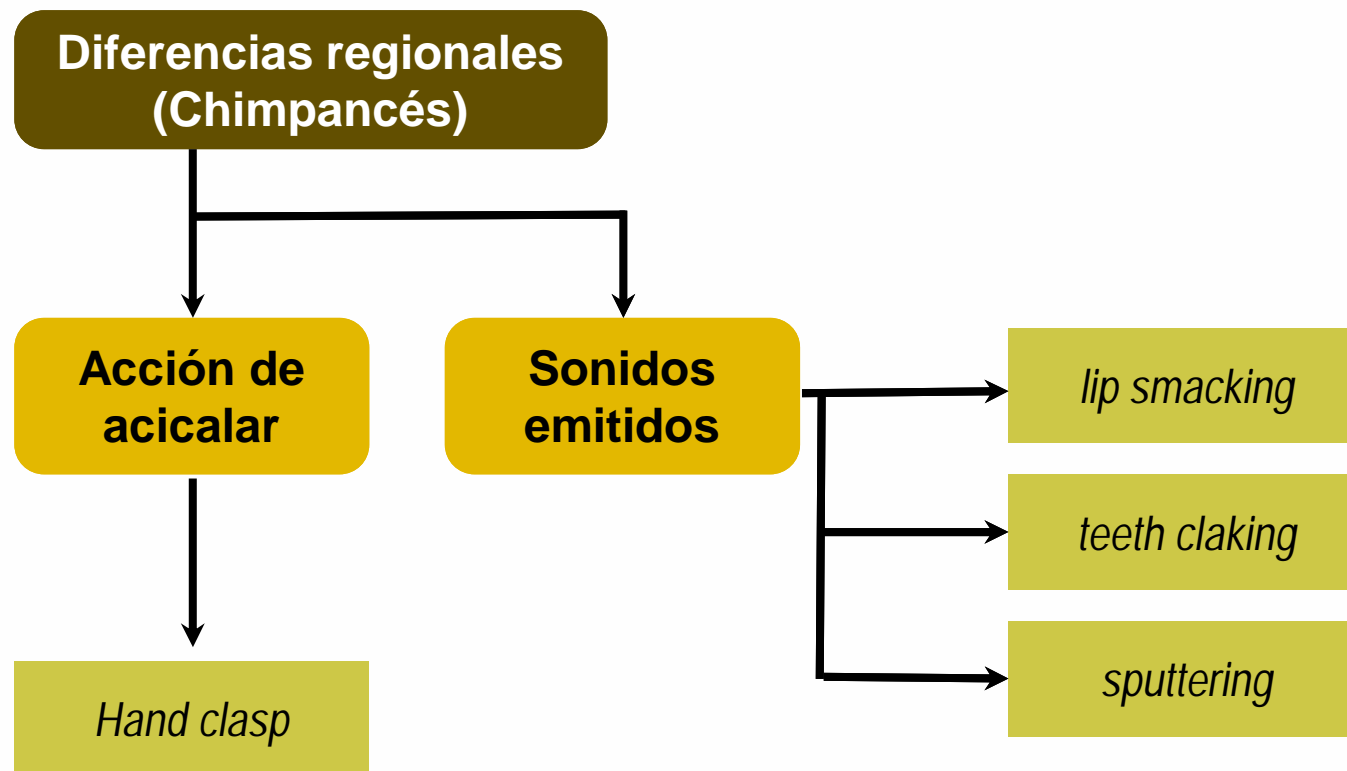 Diferencias regionales
(Chimpancés)
Acción de
acicalar
Sonidos
emitidos
lip smacking
teeth claking
sputtering
Hand clasp